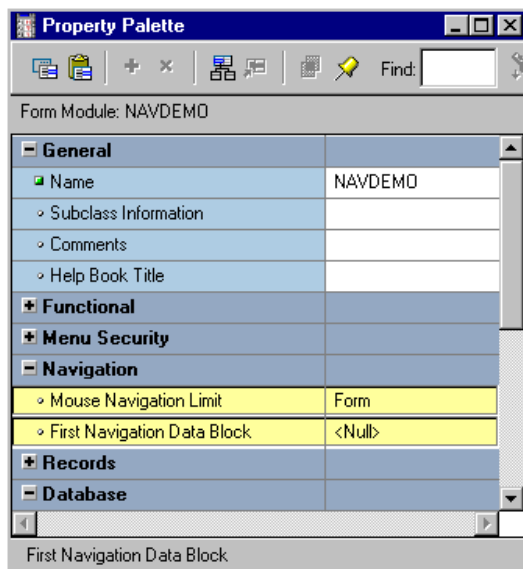 Property Palette
Find:
Form Module: NAVDEMO
General
Name NAVDEMO
Subclass Information
Comments
Help Book Title
Functional
Menu Security
Navigation
Mouse Navigation Limit Form
First Navigation Data Block <Null>
Records
Database
First Navigation Data Block